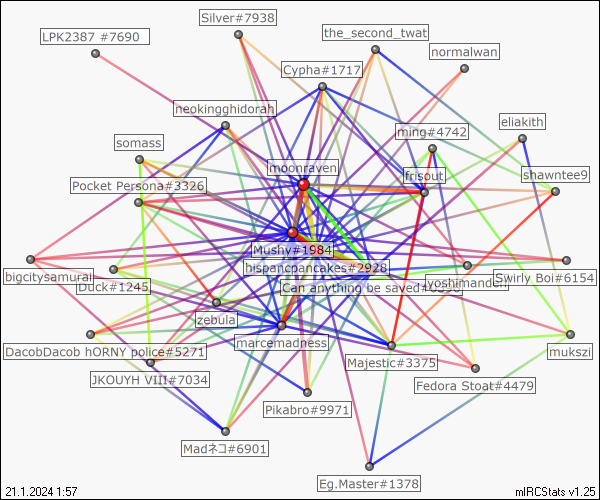 Silver#7938
LPK2387 #7690
the_second_twat
normalwan
Cypha#1717
neokingghidorah
eliakith
ming#4742
somass
moonraven
frisout
shawntee9
Pocket Persona#3326
Mushy#1984
hispancpancakes#2928
bigcitysamurai
Duck#1245
Can anything be saved
yoshimanden
Swirly Boi#6154
zebula
marcemadness
DacobDacob hORNY police#5271
Majestic#3375
mukszi
JKOUYH VIII#7034
Fedora Stoat#4479
Pikabro#9971
Madネコ#6901
Eg.Master#1378
21.1.2024 1:57
mIRCStats v1.25